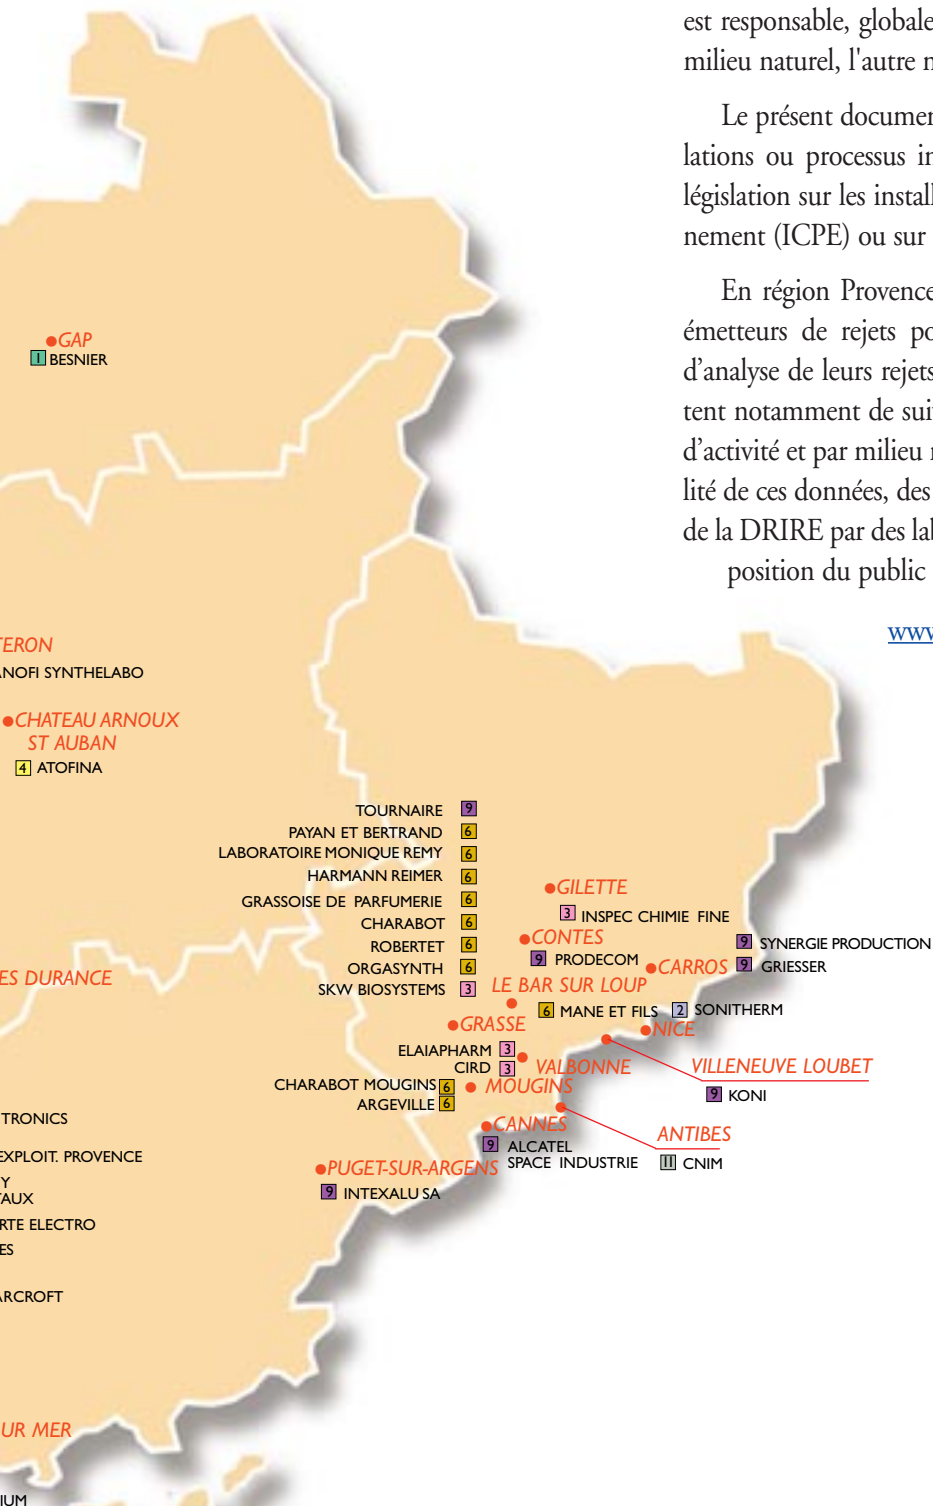 est responsable, globale
milieu naturel, l'autre n
Le présent documen
lations ou processus in
législation sur les install
nement (ICPE) ou sur
En région Provence
émetteurs de rejets po
d'analyse de leurs rejets
tent notamment de sui
d'activité et par milieu n
lité de ces données, des
de la DRIRE par des lab
position du public
www
GAP
1 BESNIER
TERON
ANOFI SYNTHELABO
CHATEAU ARNOUX
ST AUBAN
4 ATOFINA
TOURNAIRE 9
PAYAN ET BERTRAND 6
LABORATOIRE MONIQUE REMY 6
HARMANN REIMER 6
GRASSOISE DE PARFUMERIE 6
CHARABOT 6
ROBERTET 6
ORGASYNTH 6
SKW BIOSYSTEMS 3
GILETTE
3 INSPEC CHIMIE FINE
CONTES
9 PRODECOM
9 SYNERGIE PRODUCTION
CARROS
9 GRIESSER
ES DURANCE
LE BAR SUR LOUP
6 MANE ET FILS
2 SONITHERM
GRASSE
NICE
ELAIAPHARM 3
CIRD 3
VALBONNE
VILLENEUVE LOUBET
9 KONI
CHARABOT MOUGINS 6
ARGEVILLE 6
MOUGINS
CANNES
9 ALCATEL
SPACE INDUSTRIE
ANTIBES
11 CNIM
PUGET-SUR-ARGENS
9 INTEXALU SA
TRONICS
EXPLOIT. PROVENCE
Y
TAUX
RTE ELECTRO
ES
ARCROFT
UR MER
IUM